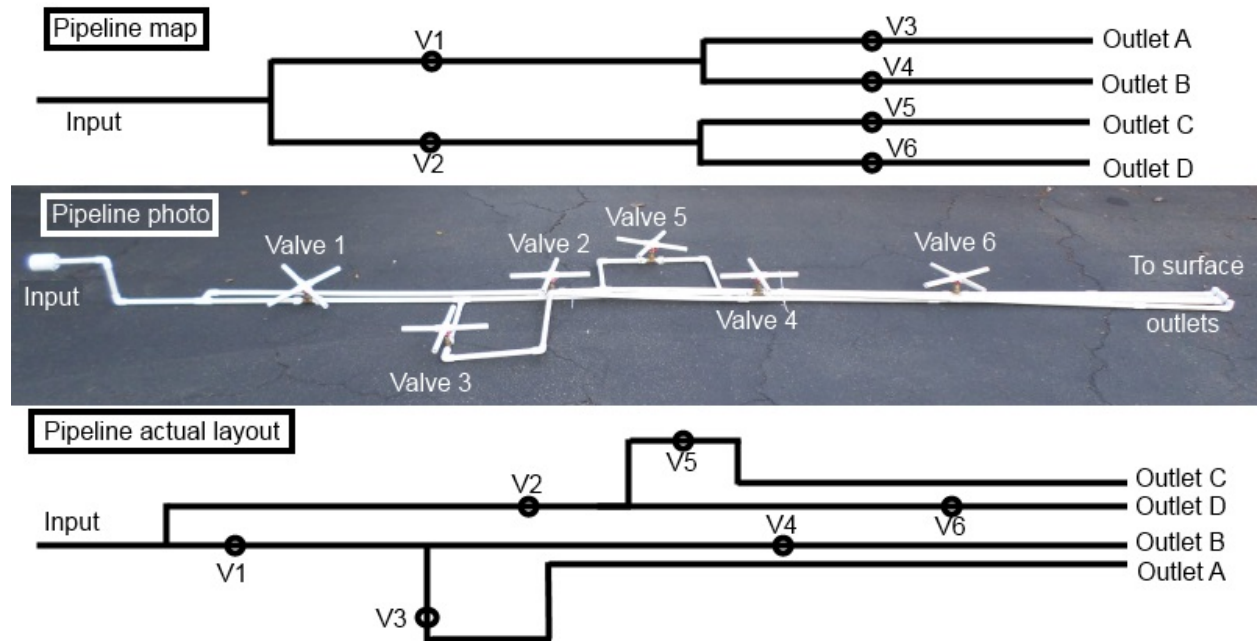 Pipeline map
V1
V3
Outlet A
V4
Outlet B
Input
V5
Outlet C
V2
V6
Outlet D
Pipeline photo
Valve 5
Valve 1
Valve 2
Valve 6
To surface
Input
Valve 4
outlets
Valve 3
Pipeline actual layout
V5
Outlet C
V2
Outlet D
Input
V4
V6
Outlet B
V1
Outlet A
V3